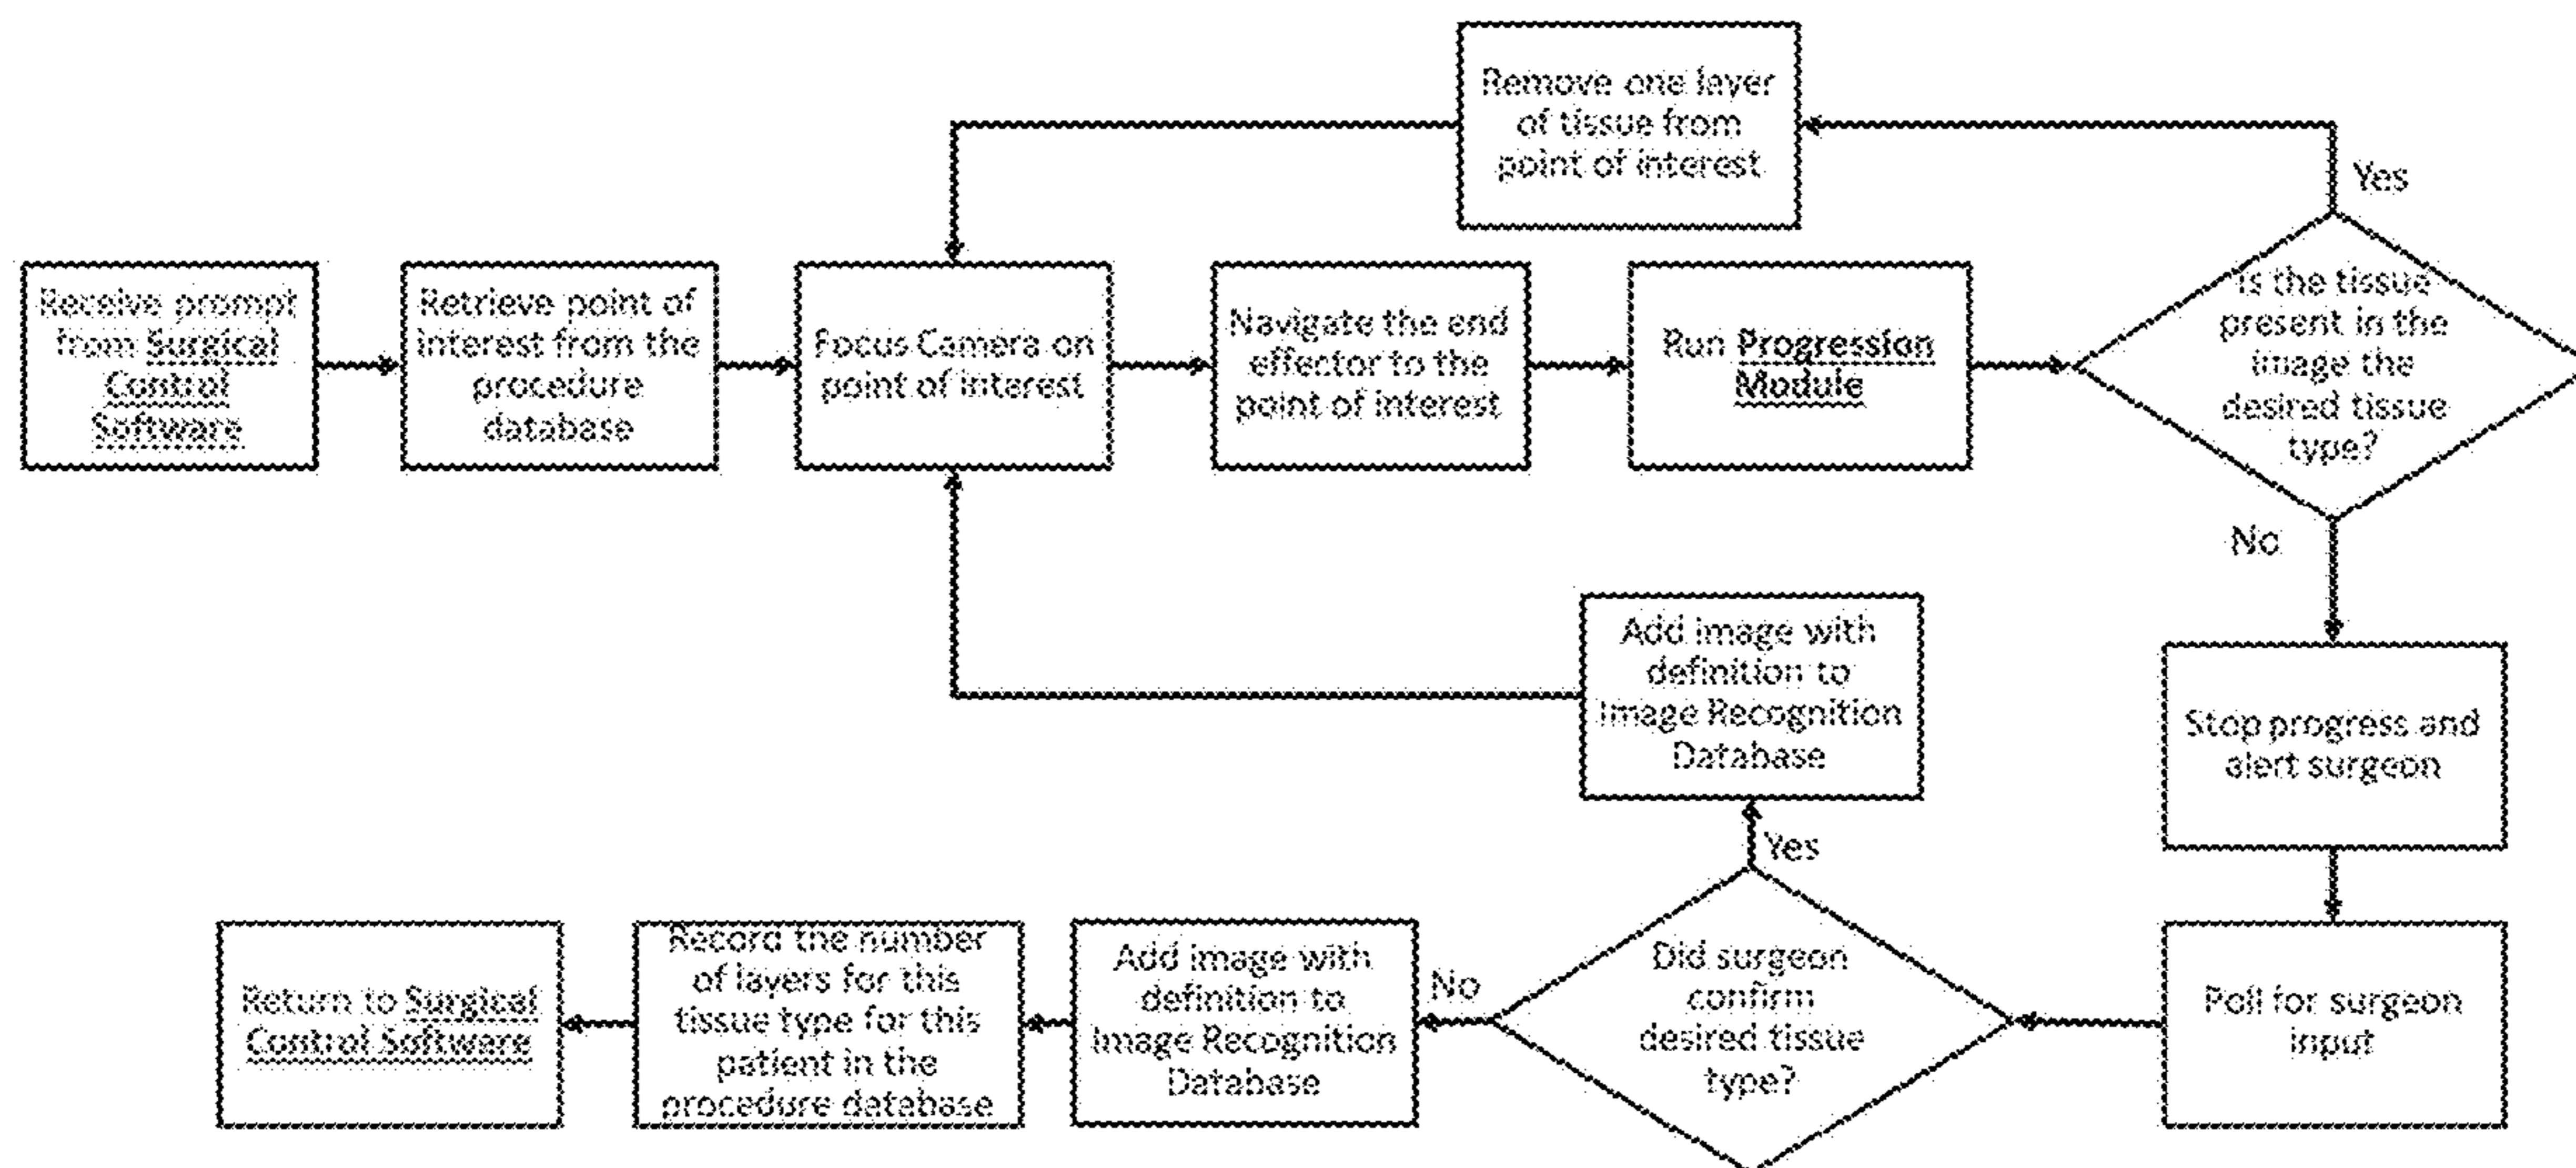 Remove one layer
of tissue from
point of interest
Yes
Receive prompt
from Surgical
Control
Software
Retrieve point of
interest from the
procedure
database
Focus Camera on
point of interest
Navigate the end
effector to the
point of interest
Run Progression
Module
Is the tissue
present in the
image the
desired tissue
type?
No
Add image with
definition to
Image Recognition
Database
Stop progress and
alert surgeon
Yes
Return to Surgical
Control Software
Record the number
of layers for this
tissue type for this
patient in the
procedure database
Add image with
definition to
Image Recognition
Database
No
Did surgeon
confirm
desired tissue
type?
Poll for surgeon
input